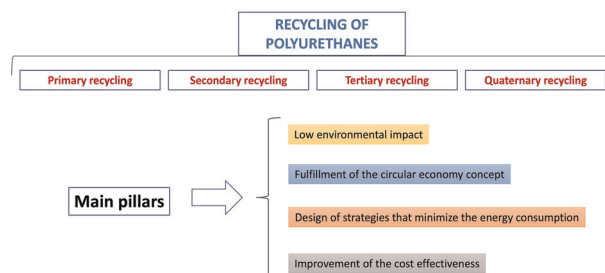 RECYCLING OF
POLYURETHANES
Primary recycling
Secondary recycling
Tertiary recycling
Quaternary recycling
Low environmental impact
Fulfillment of the circular economy concept
Main pillars
Design of strategies that minimize the energy consumption
Improvement of the cost effectiveness